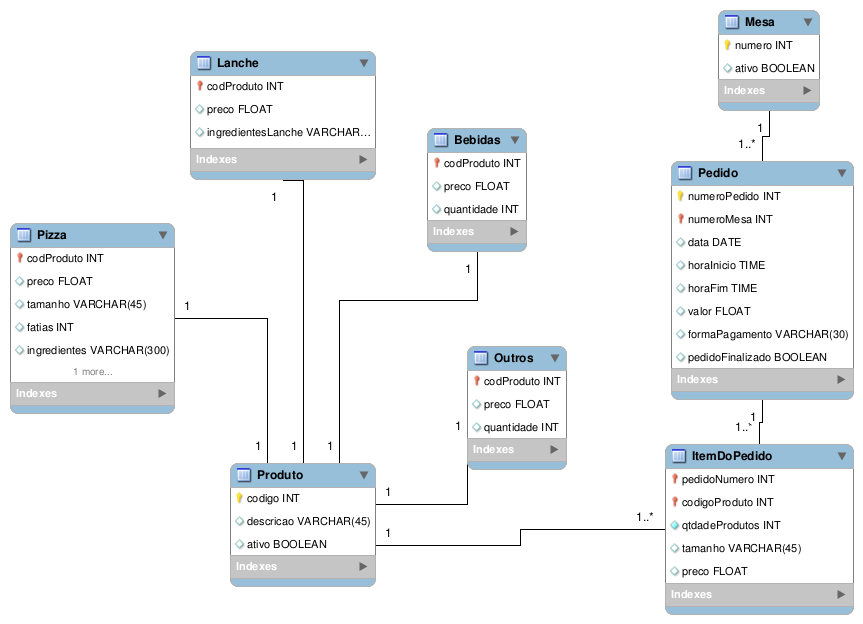 Mesa
numero INT
ativo BOOLEAN
Indexes
1
1..*
Lanche
codProduto INT
preco FLOAT
ingredientesLanche VARCHAR...
Indexes
1
Bebidas
codProduto INT
preco FLOAT
quantidade INT
Indexes
1
Pedido
numeroPedido INT
numeroMesa INT
data DATE
horaInicio TIME
horaFim TIME
valor FLOAT
formaPagamento VARCHAR(30)
pedidoFinalizado BOOLEAN
Indexes
1
1..*
Pizza
codProduto INT
preco FLOAT
tamanho VARCHAR(45)
fatias INT
ingredientes VARCHAR(300)
1 more...
Indexes
1
Outros
codProduto INT
preco FLOAT
quantidade INT
Indexes
1
1
1
1
Produto
codigo INT
descricao VARCHAR(45)
ativo BOOLEAN
Indexes
1
1
1..*
ItemDoPedido
pedidoNumero INT
codigoProduto INT
qtdadeProdutos INT
tamanho VARCHAR(45)
preco FLOAT
Indexes